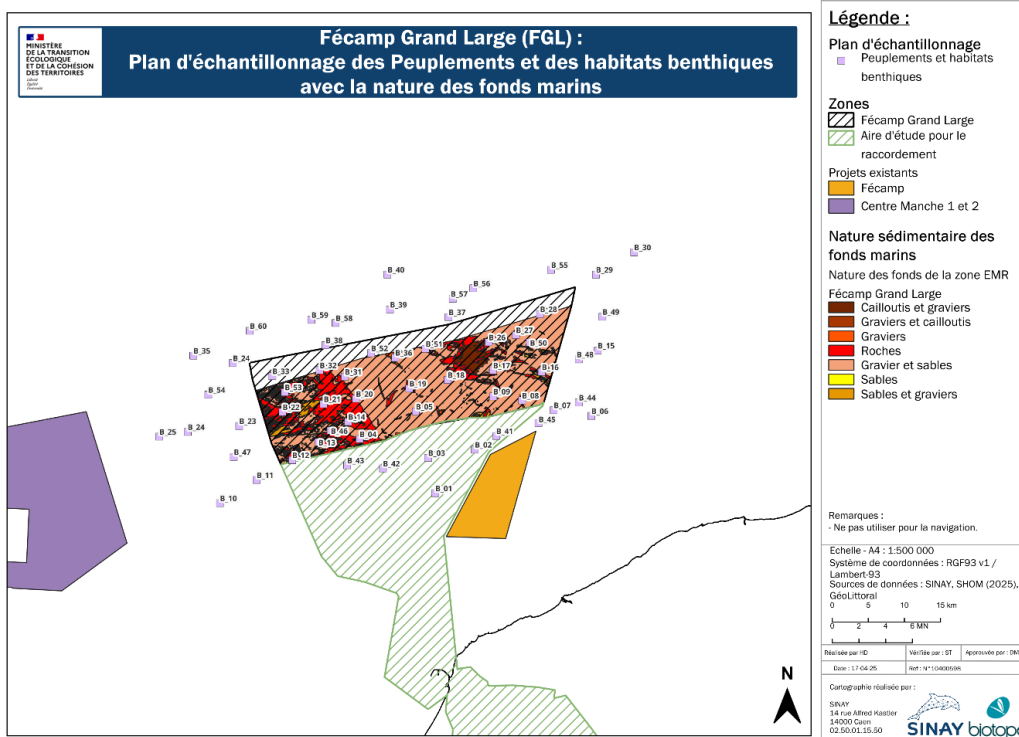 MINISTÈRE
DE LA TRANSITION
ÉCOLOGIQUE
ET DE LA COHÉSION
DES TERRITOIRES
Liberté
Égalité
Fraternité
Fécamp Grand Large (FGL) :
Plan d'échantillonnage des Peuplements et des habitats benthiques
avec la nature des fonds marins
B_30
B_55
B_40
B_29
B_56
B_57
B_39
B_28
B_37
B_49
B_59
B_58
B_60
B_27
B_26
B_38
B_51
B_50
B_52
B_36
B_35
B_15
B_48
B_24
B_32
B_17
B_16
B_33
B_31
B_18
B_19
B_53
B_54
B_20
B_09
B_08
B_21
B_44
B_22
B_05
B_07
B_06
B_14
B_23
B_45
B_24
B_25
B_46
B_04
B_41
B_13
B_02
B_47
B_12
B_03
B_43
B_42
B_11
B_01
B_10
N
Légende :
Plan d'échantillonnage
Peuplements et habitats
benthiques
Zones
Fécamp Grand Large
Aire d'étude pour le
raccordement
Projets existants
Fécamp
Centre Manche 1 et 2
Nature sédimentaire des
fonds marins
Nature des fonds de la zone EMR
Fécamp Grand Large
Cailloutis et graviers
Graviers et cailloutis
Graviers
Roches
Gravier et sables
Sables
Sables et graviers
Remarques :
- Ne pas utiliser pour la navigation.
Echelle - A4 : 1:500 000
Système de coordonnées : RGF93 v1 /
Lambert-93
Sources de données : SINAY, SHOM (2025),
GéoLittoral
0 5 10 15 km
0 2 4 6 MN
Réalisée par HD
Vérifiée par : ST
Approuvée par : DM
Date : 17-04-25
Réf : N°10400598
Cartographie réalisée par :
SINAY
14 rue Alfred Kastler
14000 Caen
02.50.01.15.50
SINAY
biotope